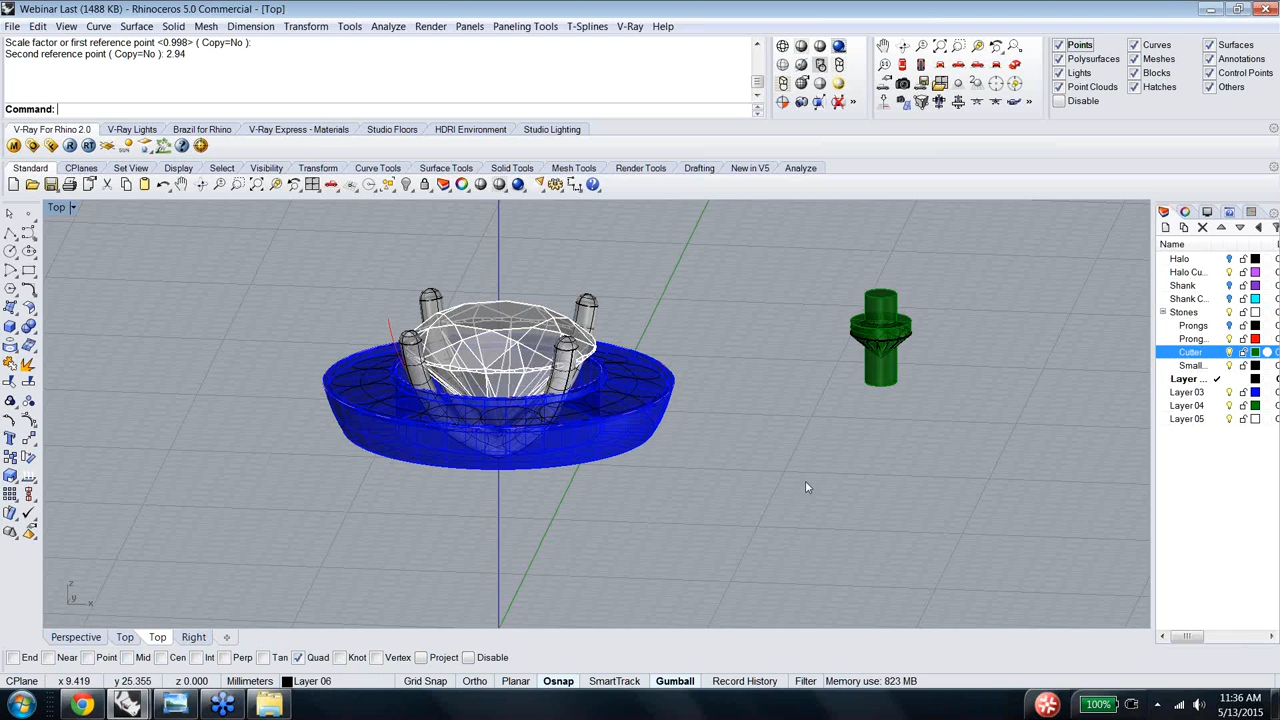 Webinar Last (1488 KB) - Rhinoceros 5.0 Commercial - [Top]
File Edit View Curve Surface Solid Mesh Dimension Transform Tools Analyze Render Panels Paneling Tools T-Splines V-Ray Help
Scale factor or first reference point <0.998> ( Copy=No ):
Second reference point ( Copy=No ): 2.94
Command:
Points Curves Surfaces
Polysurfaces Meshes Annotations
Lights Blocks Control Points
Point Clouds Hatches Others
Disable
V-Ray For Rhino 2.0 V-Ray Lights Brazil for Rhino V-Ray Express - Materials Studio Floors HDRI Environment Studio Lighting
Standard CPlanes Set View Display Select Visibility Transform Curve Tools Surface Tools Solid Tools Mesh Tools Render Tools Drafting New in V5 Analyze
Top
Name
Halo
Halo Cu...
Shank
Shank C...
Stones
Prongs
Prong...
Cutter
Small...
Layer ...
Layer 03
Layer 04
Layer 05
z
y x
Perspective Top Top Right
End Near Point Mid Cen Int Perp Tan Quad Knot Vertex Project Disable
CPlane x 9.419 y 25.355 z 0.000 Millimeters Layer 06 Grid Snap Ortho Planar Osnap SmartTrack Gumball Record History Filter Memory use: 823 MB
100%
11:36 AM
5/13/2015